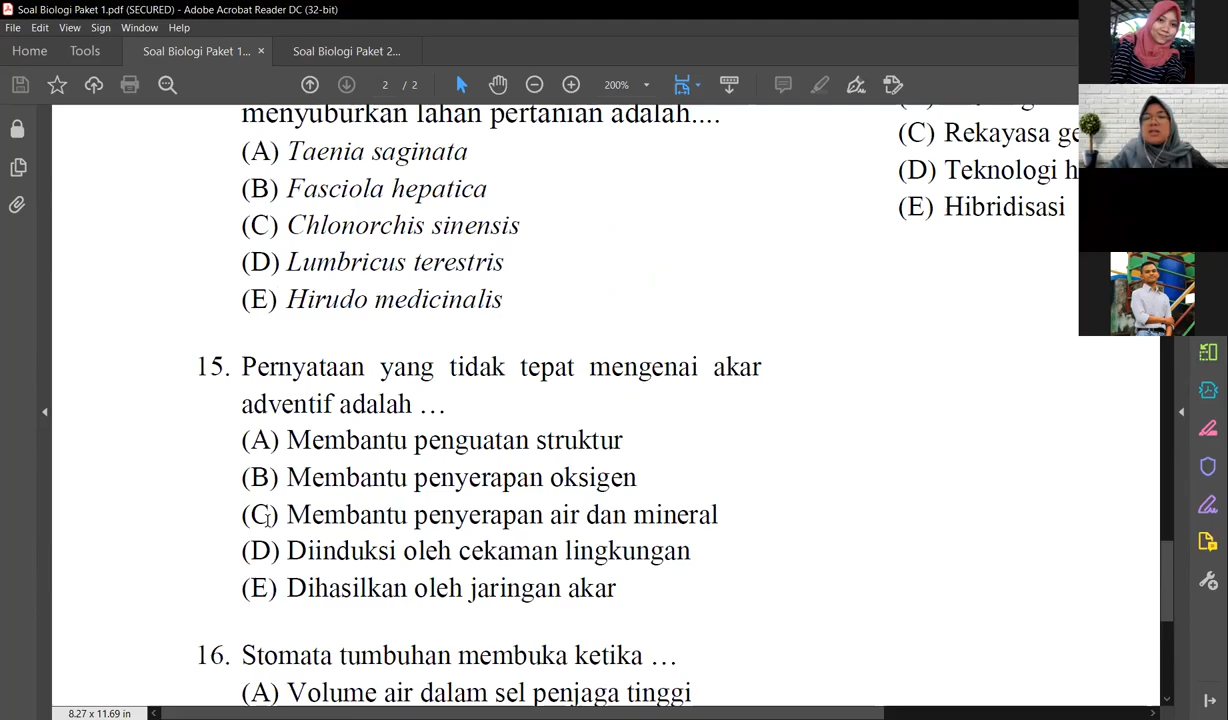 Soal Biologi Paket 1.pdf (SECURED) - Adobe Acrobat Reader DC (32-bit)
File Edit View Sign Window Help
Home Tools Soal Biologi Paket 1... × Soal Biologi Paket 2...
2 / 2 200%
menyuburkan lahan pertanian adalah....
(A) Taenia saginata
(B) Fasciola hepatica
(C) Chlonorchis sinensis
(D) Lumbricus terestris
(E) Hirudo medicinalis
15. Pernyataan yang tidak tepat mengenai akar
adventif adalah ...
(A) Membantu penguatan struktur
(B) Membantu penyerapan oksigen
(C) Membantu penyerapan air dan mineral
(D) Diinduksi oleh cekaman lingkungan
(E) Dihasilkan oleh jaringan akar
16. Stomata tumbuhan membuka ketika ...
(A) Volume air dalam sel penjaga tinggi
(C) Rekayasa ge
(D) Teknologi h
(E) Hibridisasi
8.27 x 11.69 in